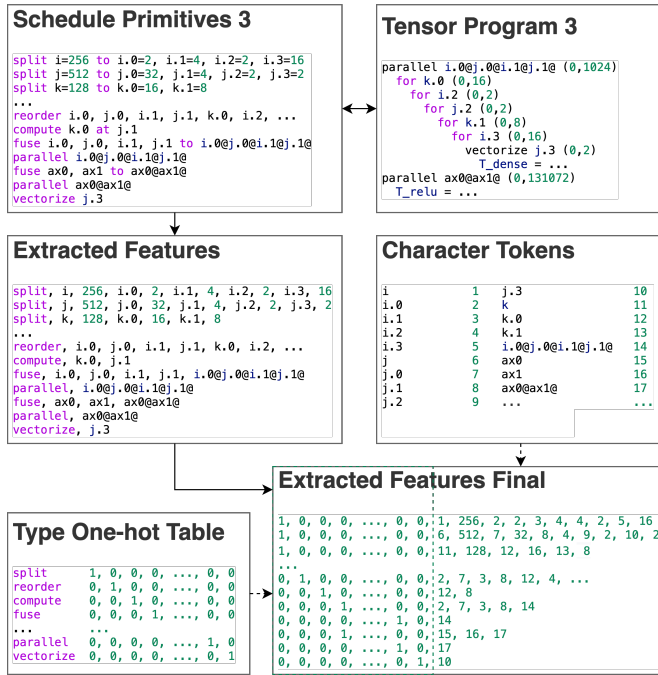 Schedule Primitives 3
split i=256 to i.0=2, i.1=4, i.2=2, i.3=16
split j=512 to j.0=32, j.1=4, j.2=2, j.3=2
split k=128 to k.0=16, k.1=8
...
reorder i.0, j.0, i.1, j.1, k.0, i.2, ...
compute k.0 at j.1
fuse i.0, j.0, i.1, j.1 to i.0@j.0@i.1@j.1@
parallel i.0@j.0@i.1@j.1@
fuse ax0, ax1 to ax0@ax1@
parallel ax0@ax1@
vectorize j.3
Tensor Program 3
parallel i.0@j.0@i.1@j.1@ (0,1024)
for k.0 (0,16)
for i.2 (0,2)
for j.2 (0,2)
for k.1 (0,8)
for i.3 (0,16)
vectorize j.3 (0,2)
T_dense = ...
parallel ax0@ax1@ (0,131072)
T_relu = ...
Extracted Features
split, i, 256, i.0, 2, i.1, 4, i.2, 2, i.3, 16
split, j, 512, j.0, 32, j.1, 4, j.2, 2, j.3, 2
split, k, 128, k.0, 16, k.1, 8
...
reorder, i.0, j.0, i.1, j.1, k.0, i.2, ...
compute, k.0, j.1
fuse, i.0, j.0, i.1, j.1, i.0@j.0@i.1@j.1@
parallel, i.0@j.0@i.1@j.1@
fuse, ax0, ax1, ax0@ax1@
parallel, ax0@ax1@
vectorize, j.3
Character Tokens
i 1 j.3 10
i.0 2 k 11
i.1 3 k.0 12
i.2 4 k.1 13
i.3 5 i.0@j.0@i.1@j.1@ 14
j 6 ax0 15
j.0 7 ax1 16
j.1 8 ax0@ax1@ 17
j.2 9 ... ...
Type One-hot Table
split 1, 0, 0, 0, ..., 0, 0
reorder 0, 1, 0, 0, ..., 0, 0
compute 0, 0, 1, 0, ..., 0, 0
fuse 0, 0, 0, 1, ..., 0, 0
... ...
parallel 0, 0, 0, 0, ..., 1, 0
vectorize 0, 0, 0, 0, ..., 0, 1
Extracted Features Final
1, 0, 0, 0, ..., 0, 0, 1, 256, 2, 2, 3, 4, 4, 2, 5, 16
1, 0, 0, 0, ..., 0, 0, 6, 512, 7, 32, 8, 4, 9, 2, 10, 2
1, 0, 0, 0, ..., 0, 0, 11, 128, 12, 16, 13, 8
...
0, 1, 0, 0, ..., 0, 0, 2, 7, 3, 8, 12, 4, ...
0, 0, 1, 0, ..., 0, 0, 12, 8
0, 0, 0, 1, ..., 0, 0, 2, 7, 3, 8, 14
0, 0, 0, 0, ..., 1, 0, 14
0, 0, 0, 1, ..., 0, 0, 15, 16, 17
0, 0, 0, 0, ..., 1, 0, 17
0, 0, 0, 0, ..., 0, 1, 10